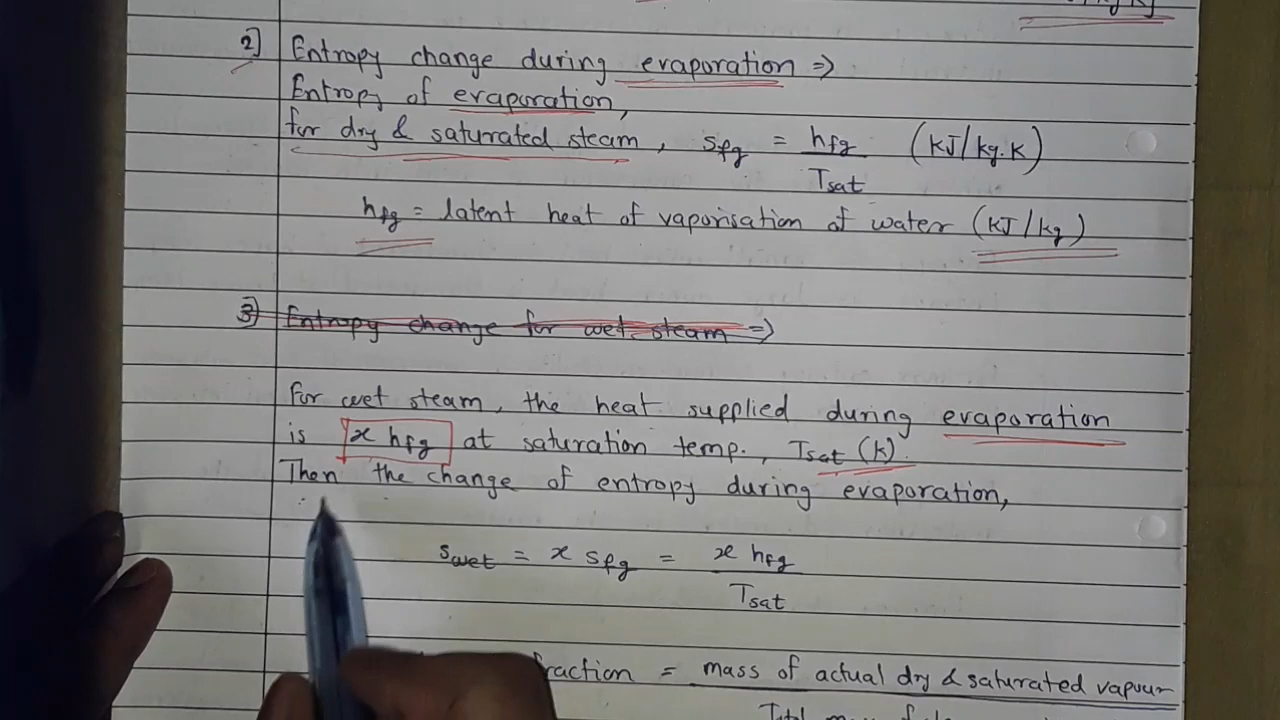 2] Entropy change during evaporation ⇒
Entropy of evaporation,
for dry & saturated steam, sfg = hfg / Tsat (kJ/kg.K)
hfg = latent heat of vaporisation of water (kJ/kg)
3) Entropy change for wet steam ⇒
For wet steam, the heat supplied during evaporation
is x hfg at saturation temp., Tsat (K).
Then the change of entropy during evaporation,
swet = x sfg = x hfg / Tsat
fraction = mass of actual dry & saturated vapour
Total